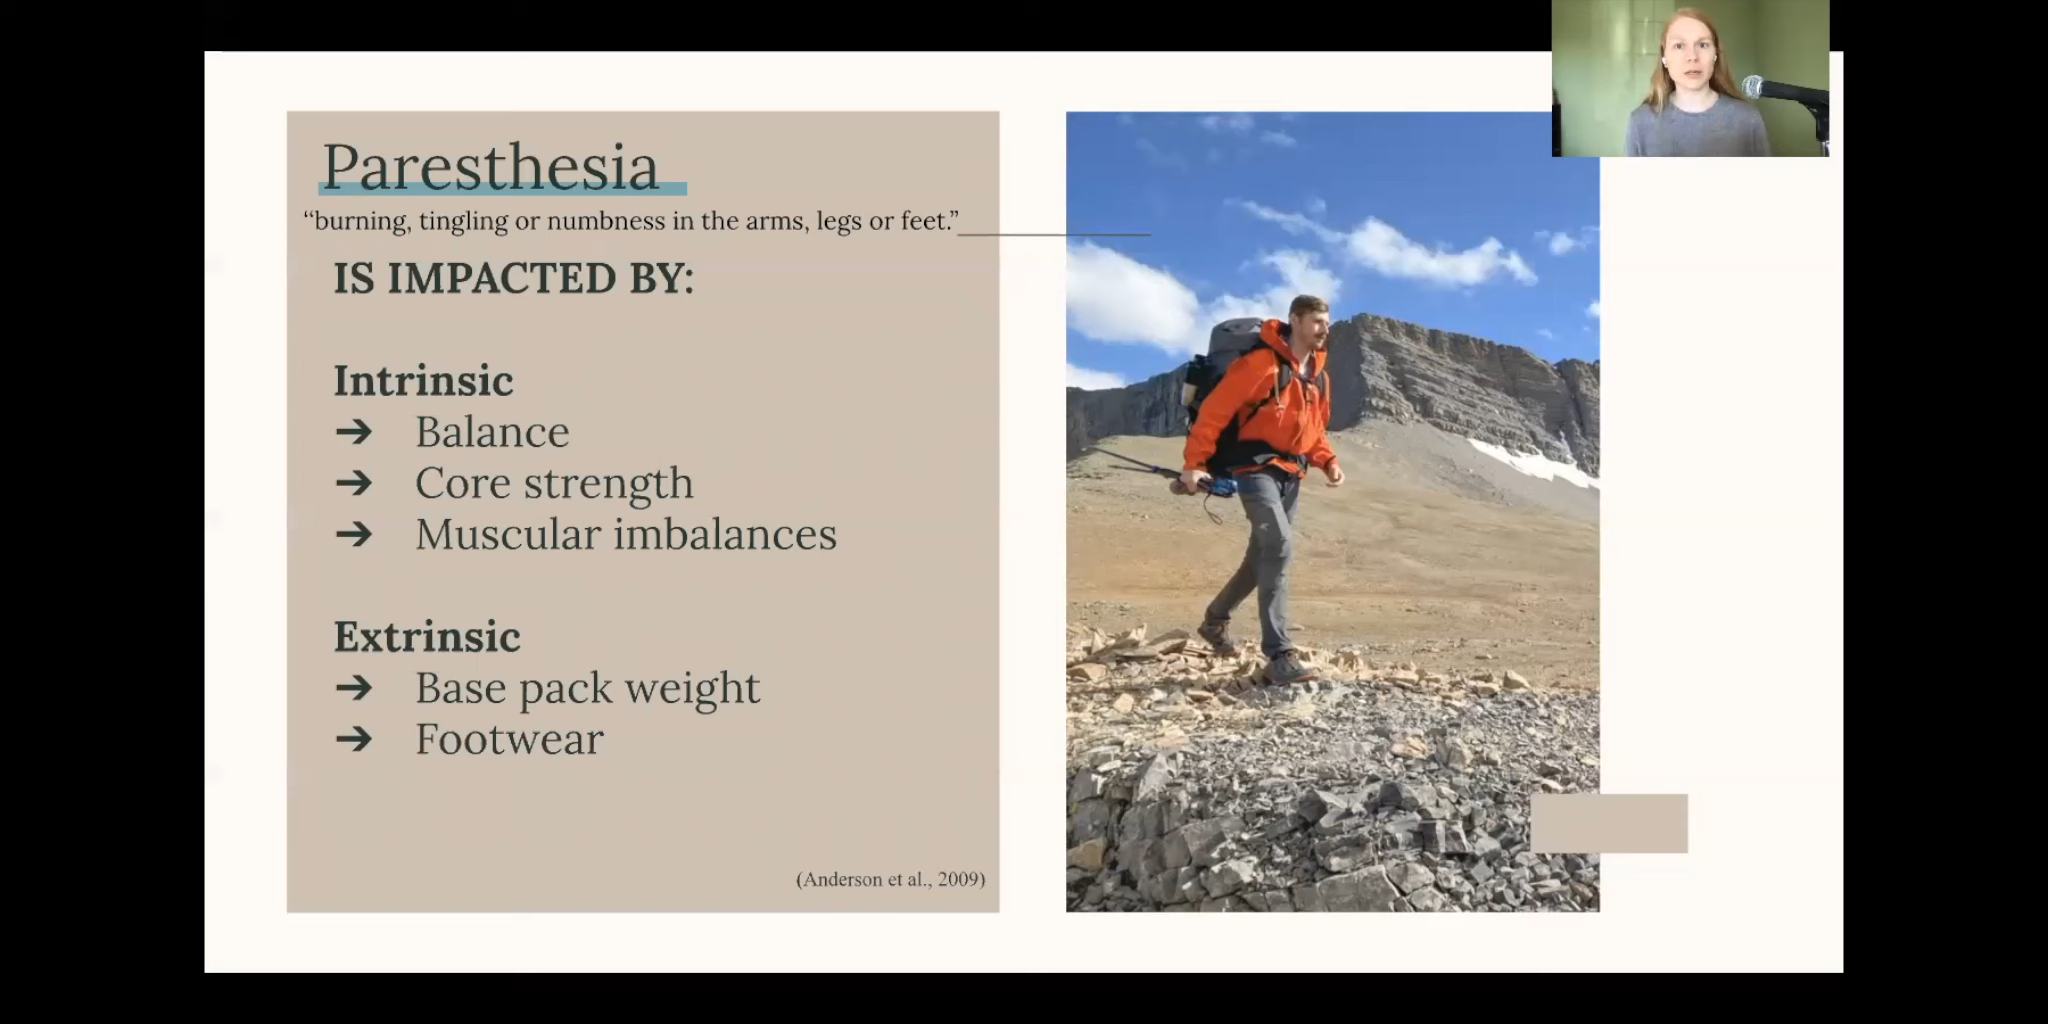 Paresthesia
“burning, tingling or numbness in the arms, legs or feet.”
IS IMPACTED BY:
Intrinsic
➔ Balance
➔ Core strength
➔ Muscular imbalances
Extrinsic
➔ Base pack weight
➔ Footwear
(Anderson et al., 2009)